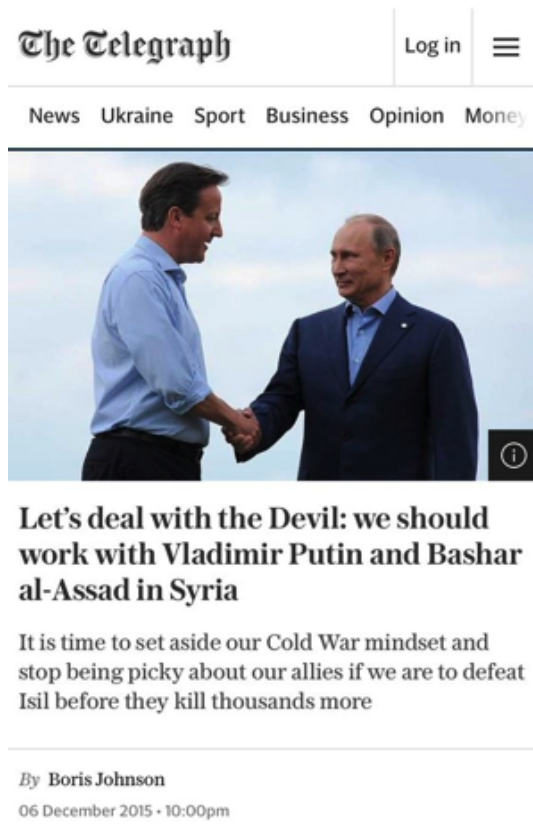 The Telegraph
Log in
News Ukraine Sport Business Opinion Money
Let's deal with the Devil: we should
work with Vladimir Putin and Bashar
al-Assad in Syria
It is time to set aside our Cold War mindset and
stop being picky about our allies if we are to defeat
Isil before they kill thousands more
By Boris Johnson
06 December 2015 • 10:00pm